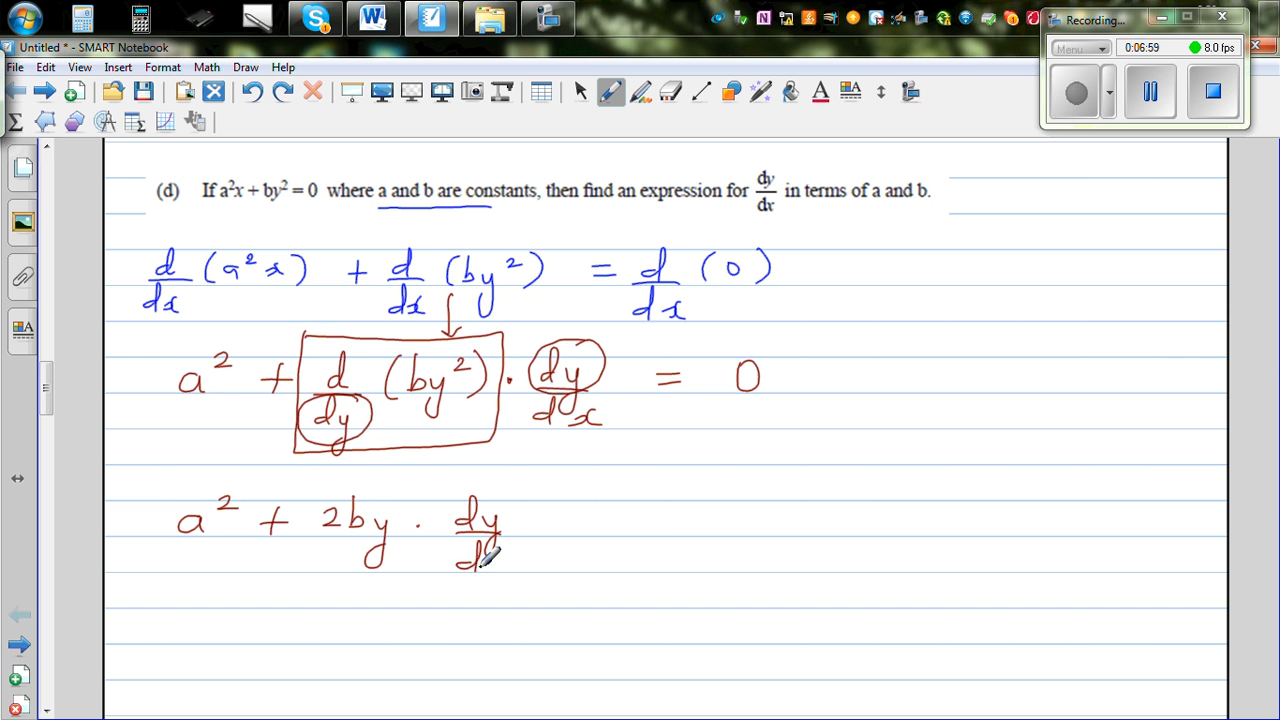 Recording...
Untitled * - SMART Notebook
Menu
0:06:59
8.0 fps
File Edit View Insert Format Math Draw Help
(d) If a²x + by² = 0 where a and b are constants, then find an expression for dy/dx in terms of a and b.
d/dx (a²x) + d/dx (by²) = d/dx (0)
a² + d/dy (by²) · dy/dx = 0
a² + 2by · dy/d